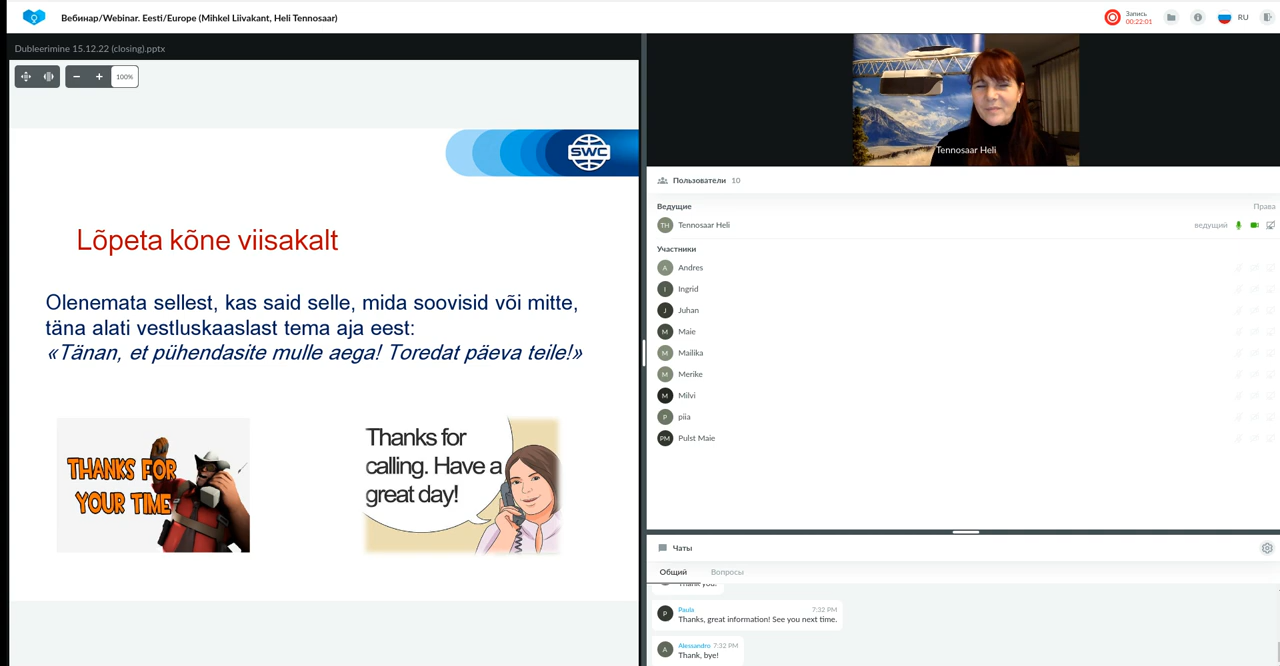 Вебинар/Webinar. Eesti/Europe (Mihkel Liivakant, Heli Tennosaar)
Запись
00:22:01
RU
Dubleerimine 15.12.22 (closing).pptx
100%
SWC
Lõpeta kõne viisakalt
Olenemata sellest, kas said selle, mida soovisid või mitte,
täna alati vestluskaaslast tema aja eest:
«Tänan, et pühendasite mulle aega! Toredat päeva teile!»
THANKS FOR
YOUR TIME
Thanks for
calling. Have a
great day!
Tennosaar Heli
Пользователи 10
Ведущие Права
TH Tennosaar Heli ведущий
Участники
A Andres
I Ingrid
J Juhan
M Maie
M Mailika
M Merike
M Milvi
P piia
PM Pulst Maie
Чаты
Общий Вопросы
Thank you!
P Paula 7:32 PM
Thanks, great information! See you next time.
A Alessandro 7:32 PM
Thank, bye!